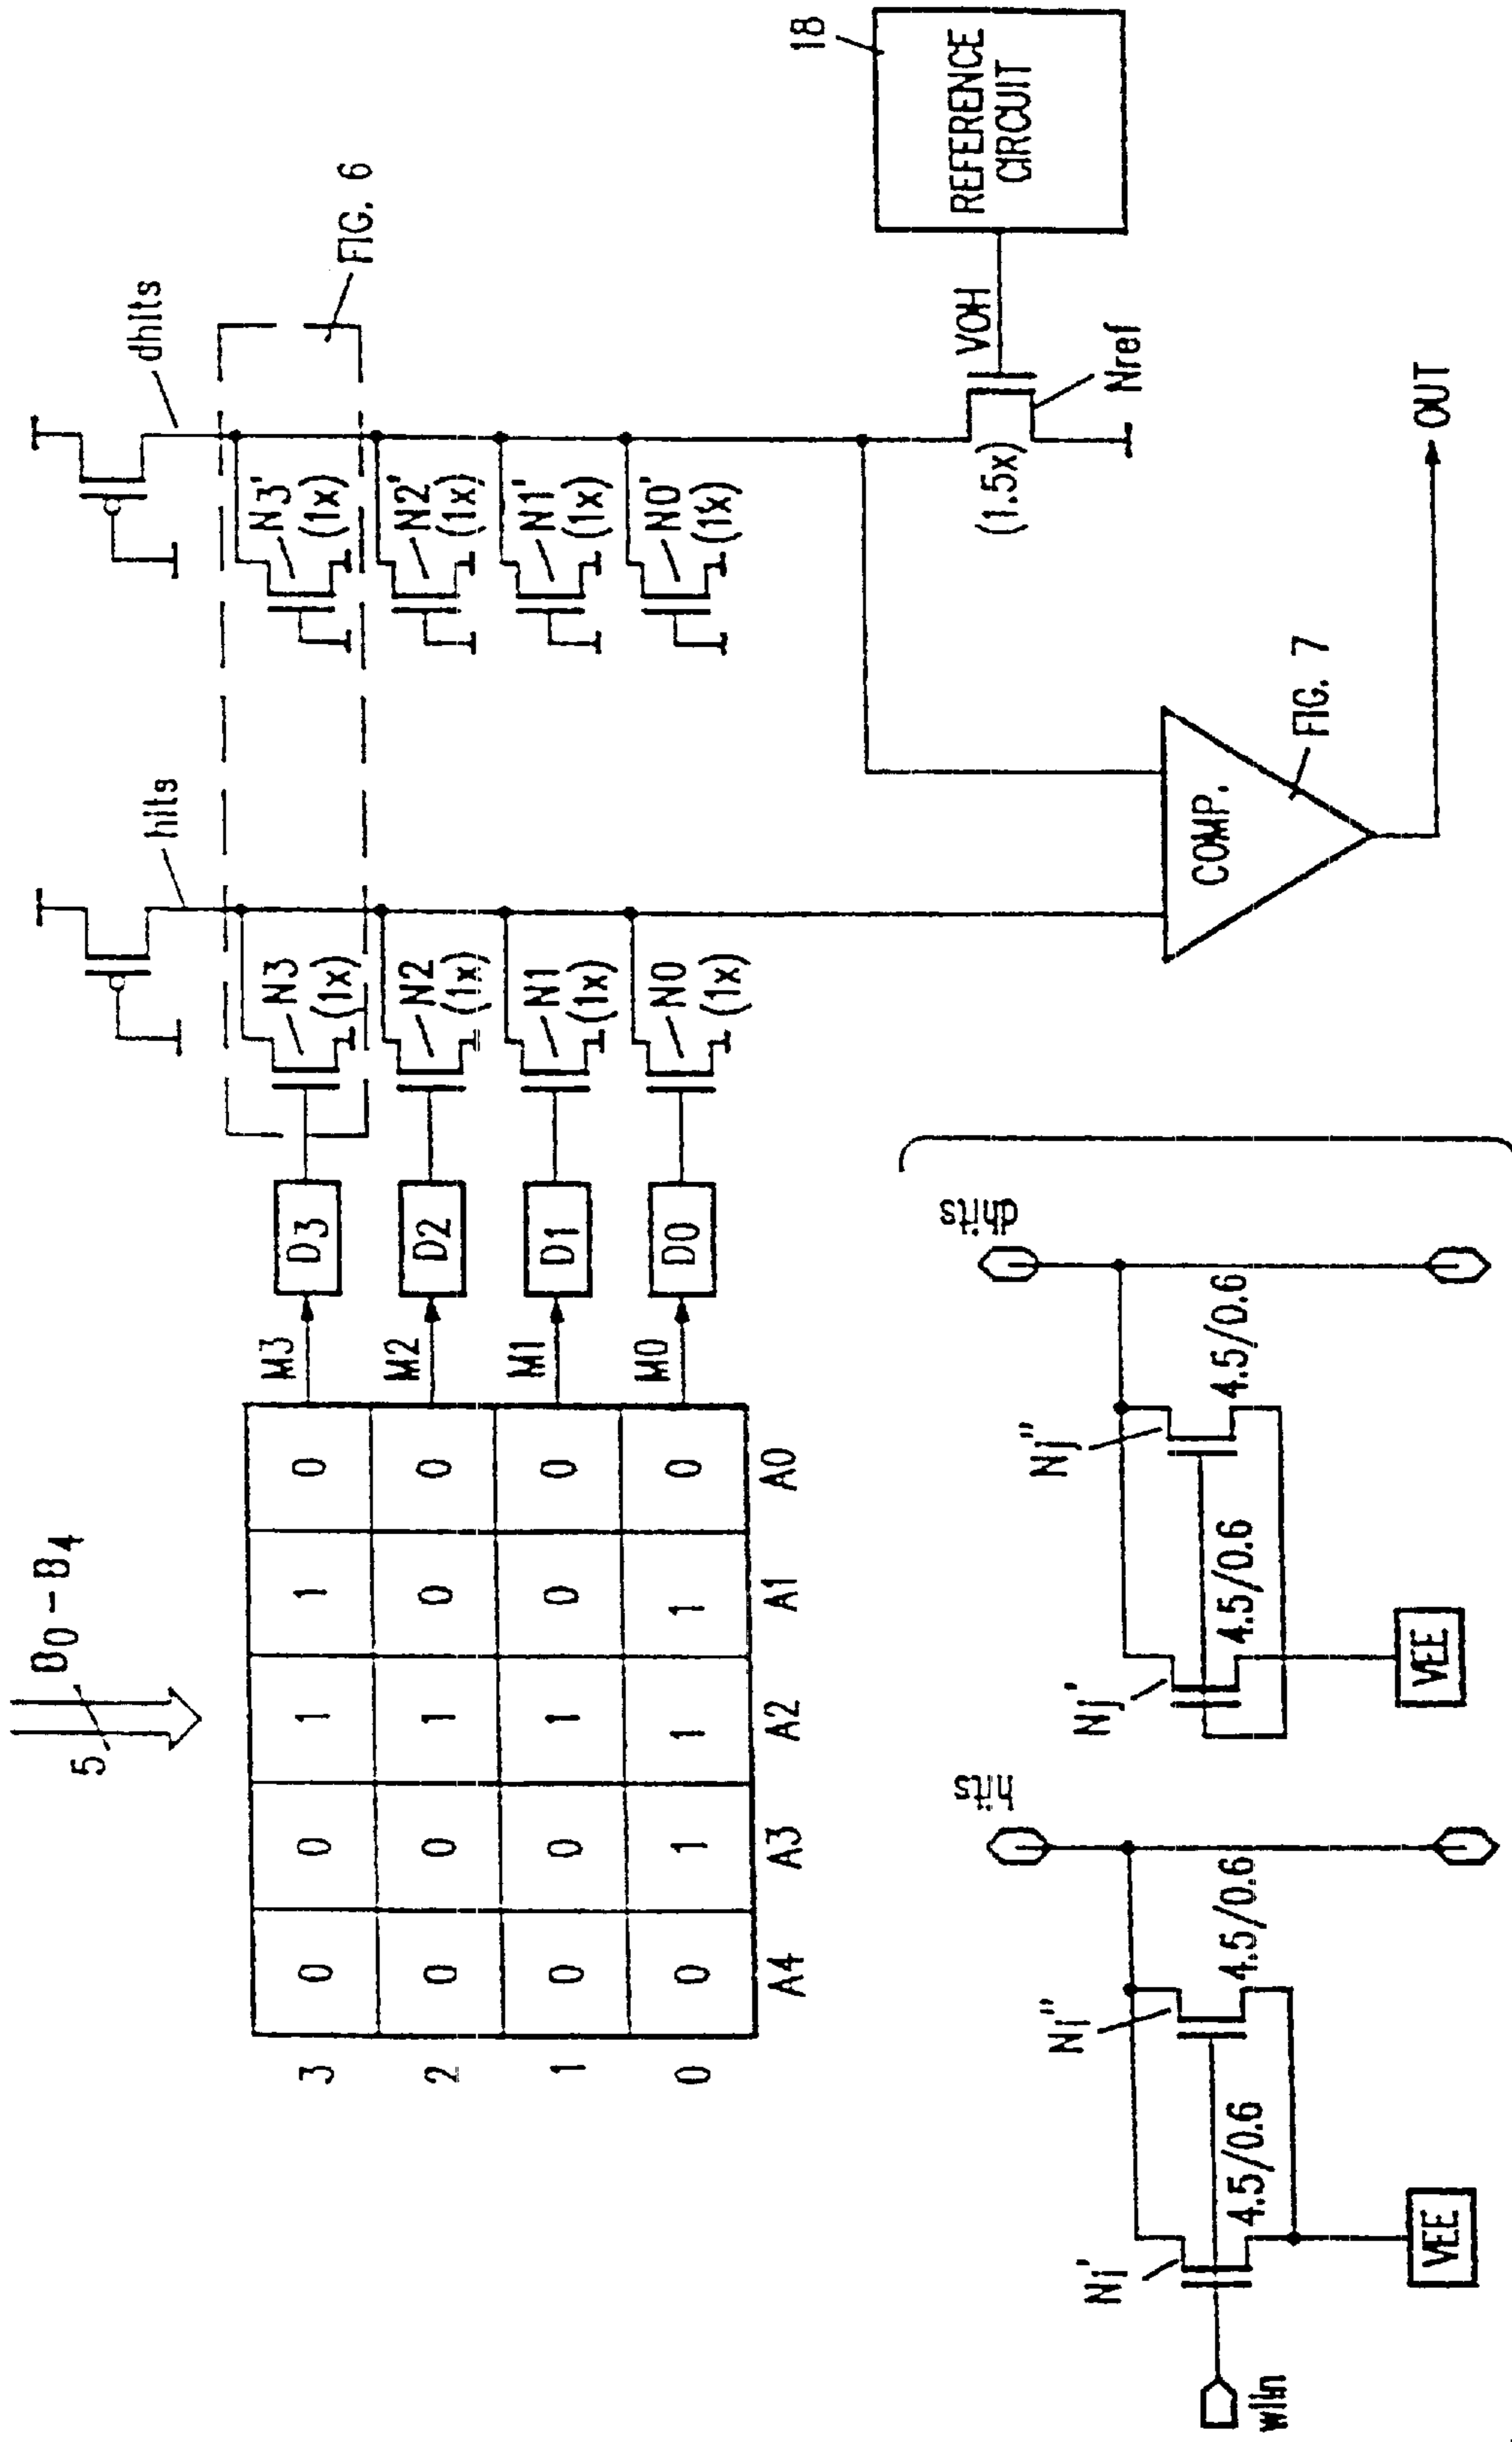 B0 – B4
5
hits
dhits
3 0 0 1 1 0 M3 D3 N3 (1x) N3' (1x)
FIG. 6
2 0 0 1 0 0 M2 D2 N2 (1x) N2' (1x)
1 0 0 1 0 0 M1 D1 N1 (1x) N1' (1x)
0 0 1 1 1 0 M0 D0 N0 (1x) N0' (1x)
A4 A3 A2 A1 A0
18
REFERENCE
CIRCUIT
VOH
(1.5x)
Nref
COMP.
FIG. 7
OUT
hits
dhits
Ni'
Ni''
Nj'
Nj''
4.5/0.6
4.5/0.6
4.5/0.6
4.5/0.6
wlin
VEE
VEE